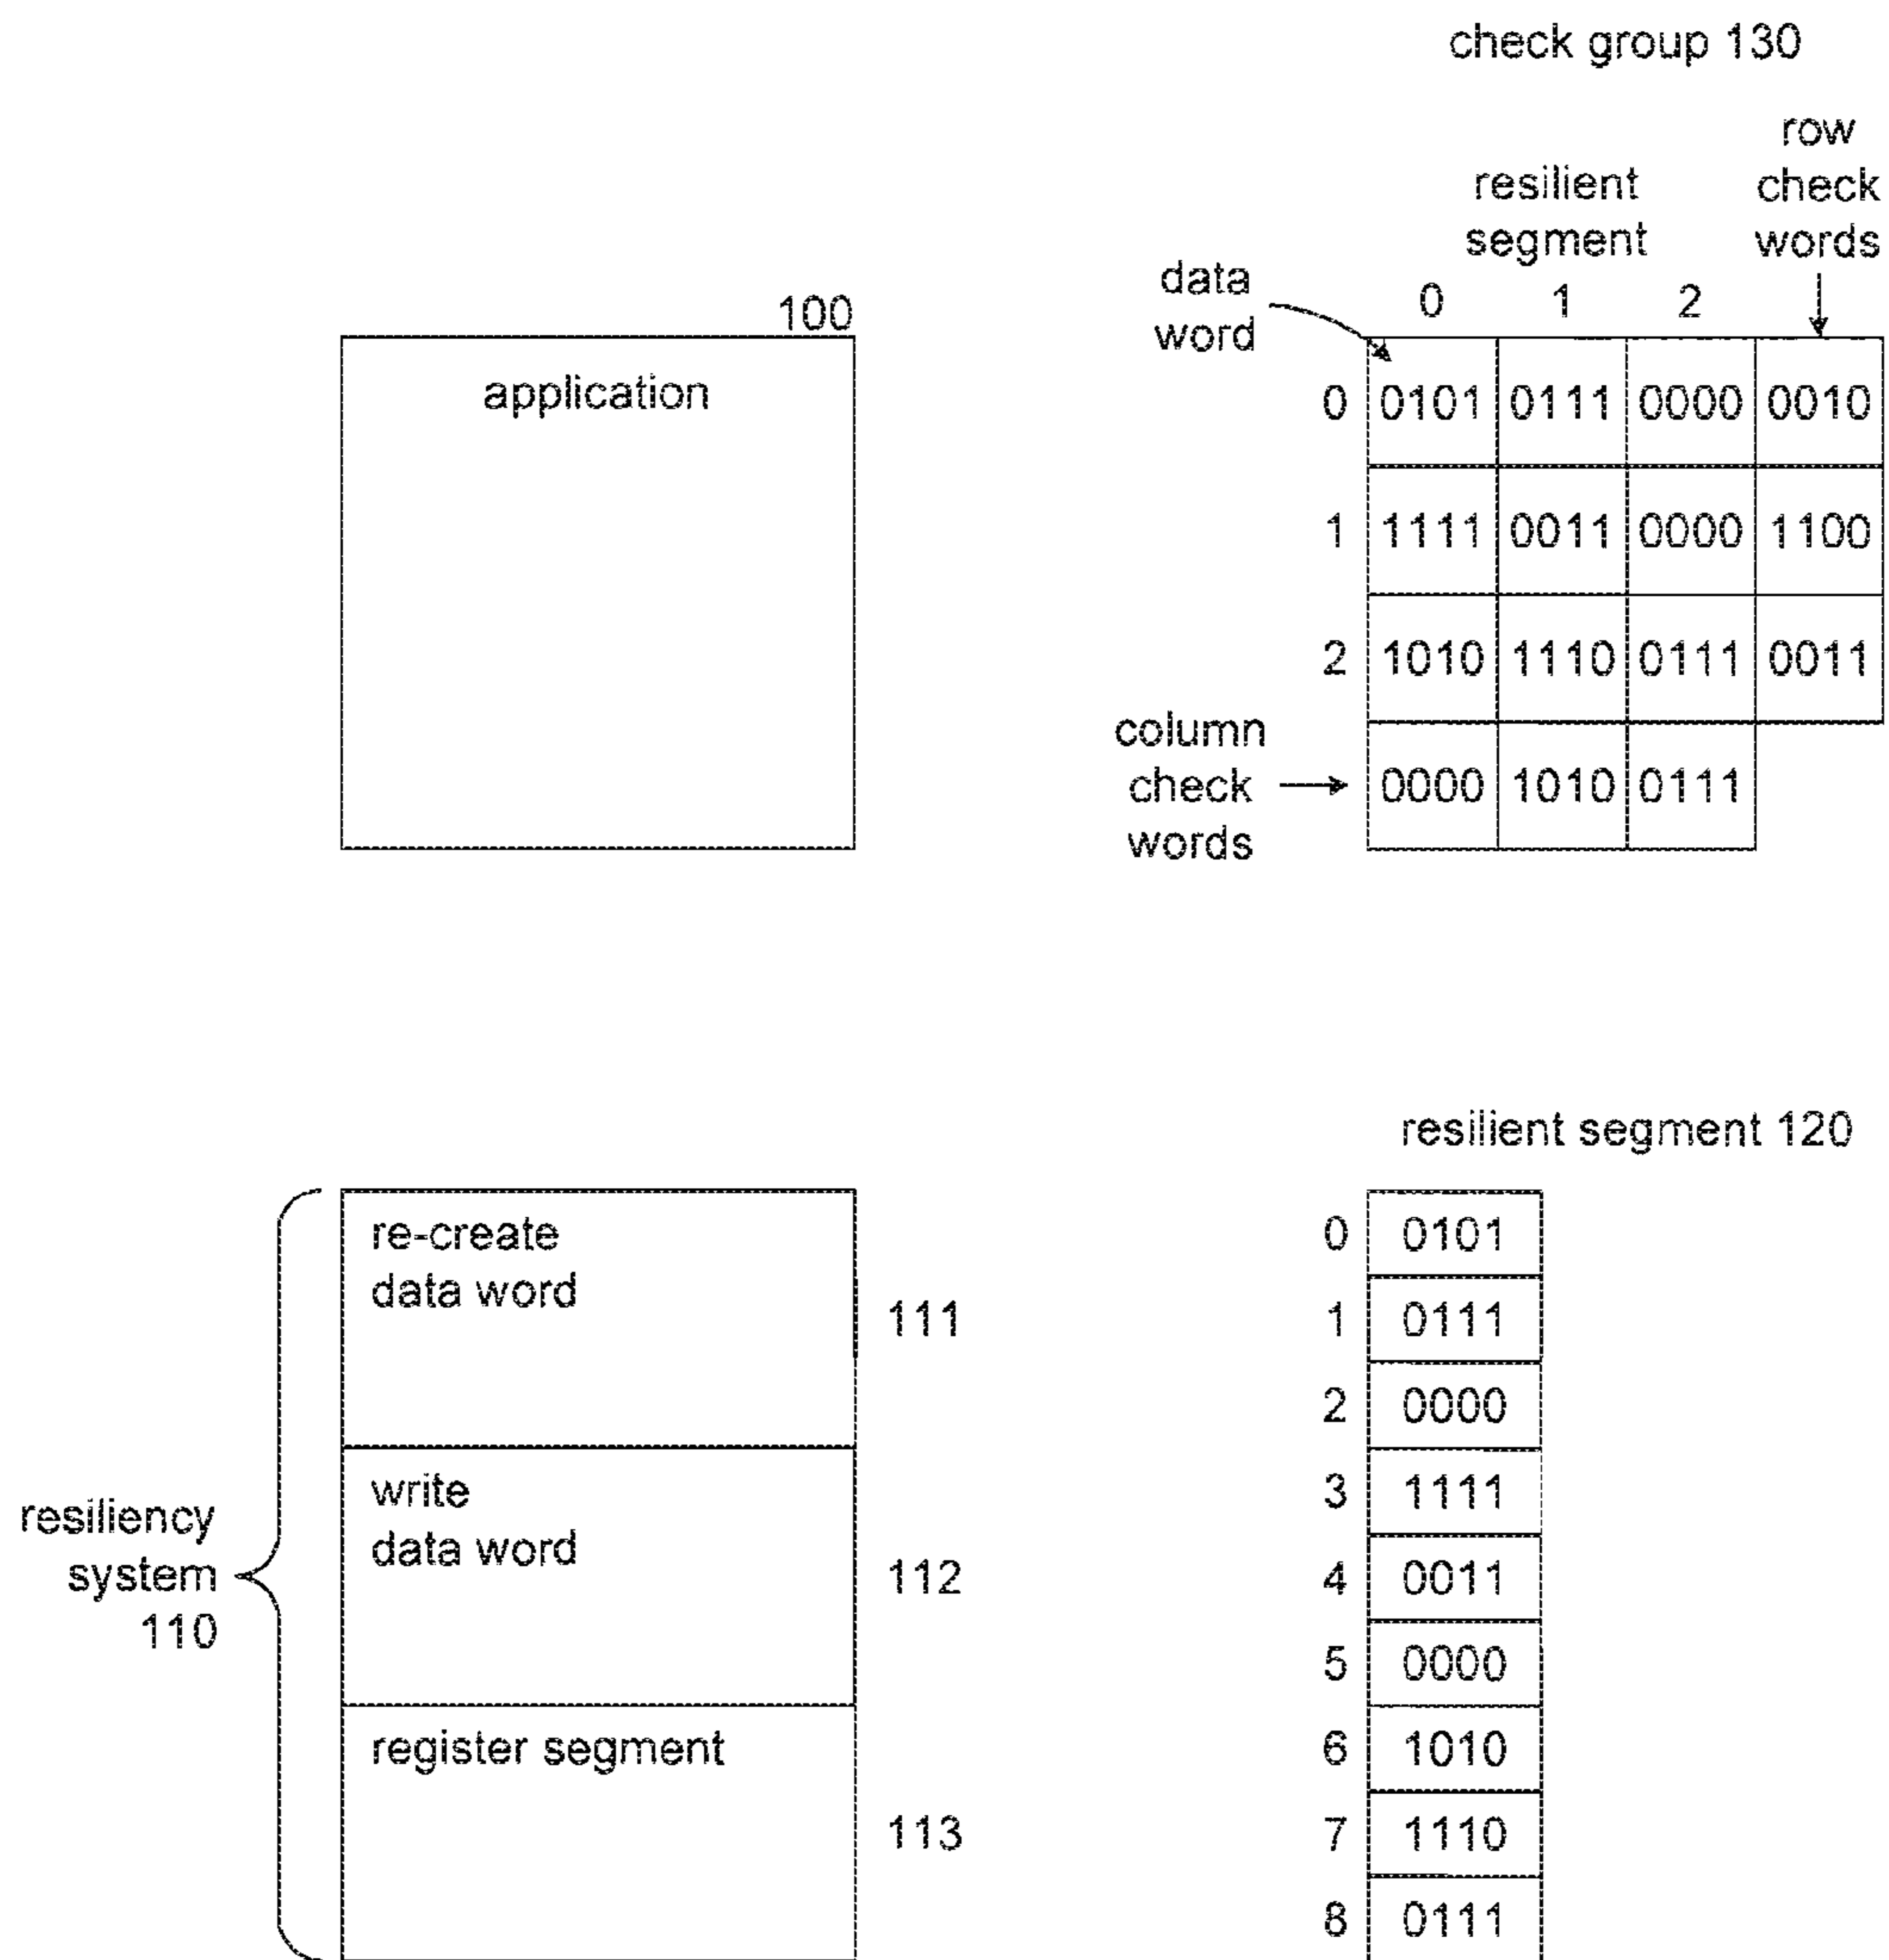 check group 130
row
check
words
resilient
segment
data
word
0 1 2
100
application
0 0101 0111 0000 0010
1 1111 0011 0000 1100
2 1010 1110 0111 0011
column
check
words
0000 1010 0111
resilient segment 120
resiliency
system
110
re-create
data word
111
write
data word
112
register segment
113
0 0101
1 0111
2 0000
3 1111
4 0011
5 0000
6 1010
7 1110
8 0111